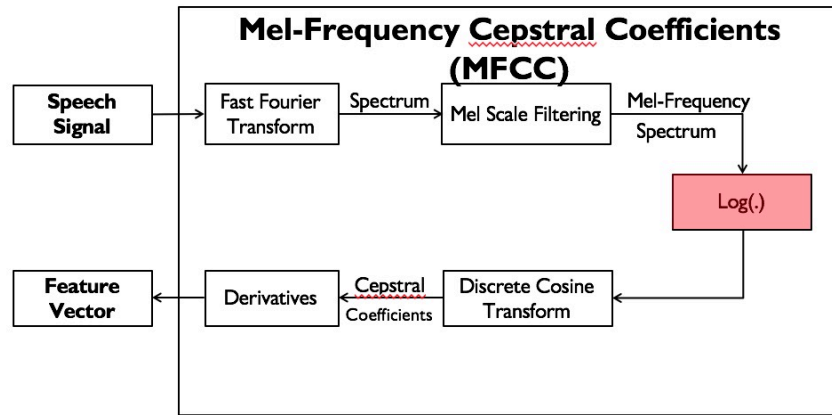 Mel-Frequency Cepstral Coefficients
(MFCC)
Speech
Signal
Fast Fourier
Transform
Spectrum
Mel Scale Filtering
Mel-Frequency
Spectrum
Log(.)
Discrete Cosine
Transform
Cepstral
Coefficients
Derivatives
Feature
Vector